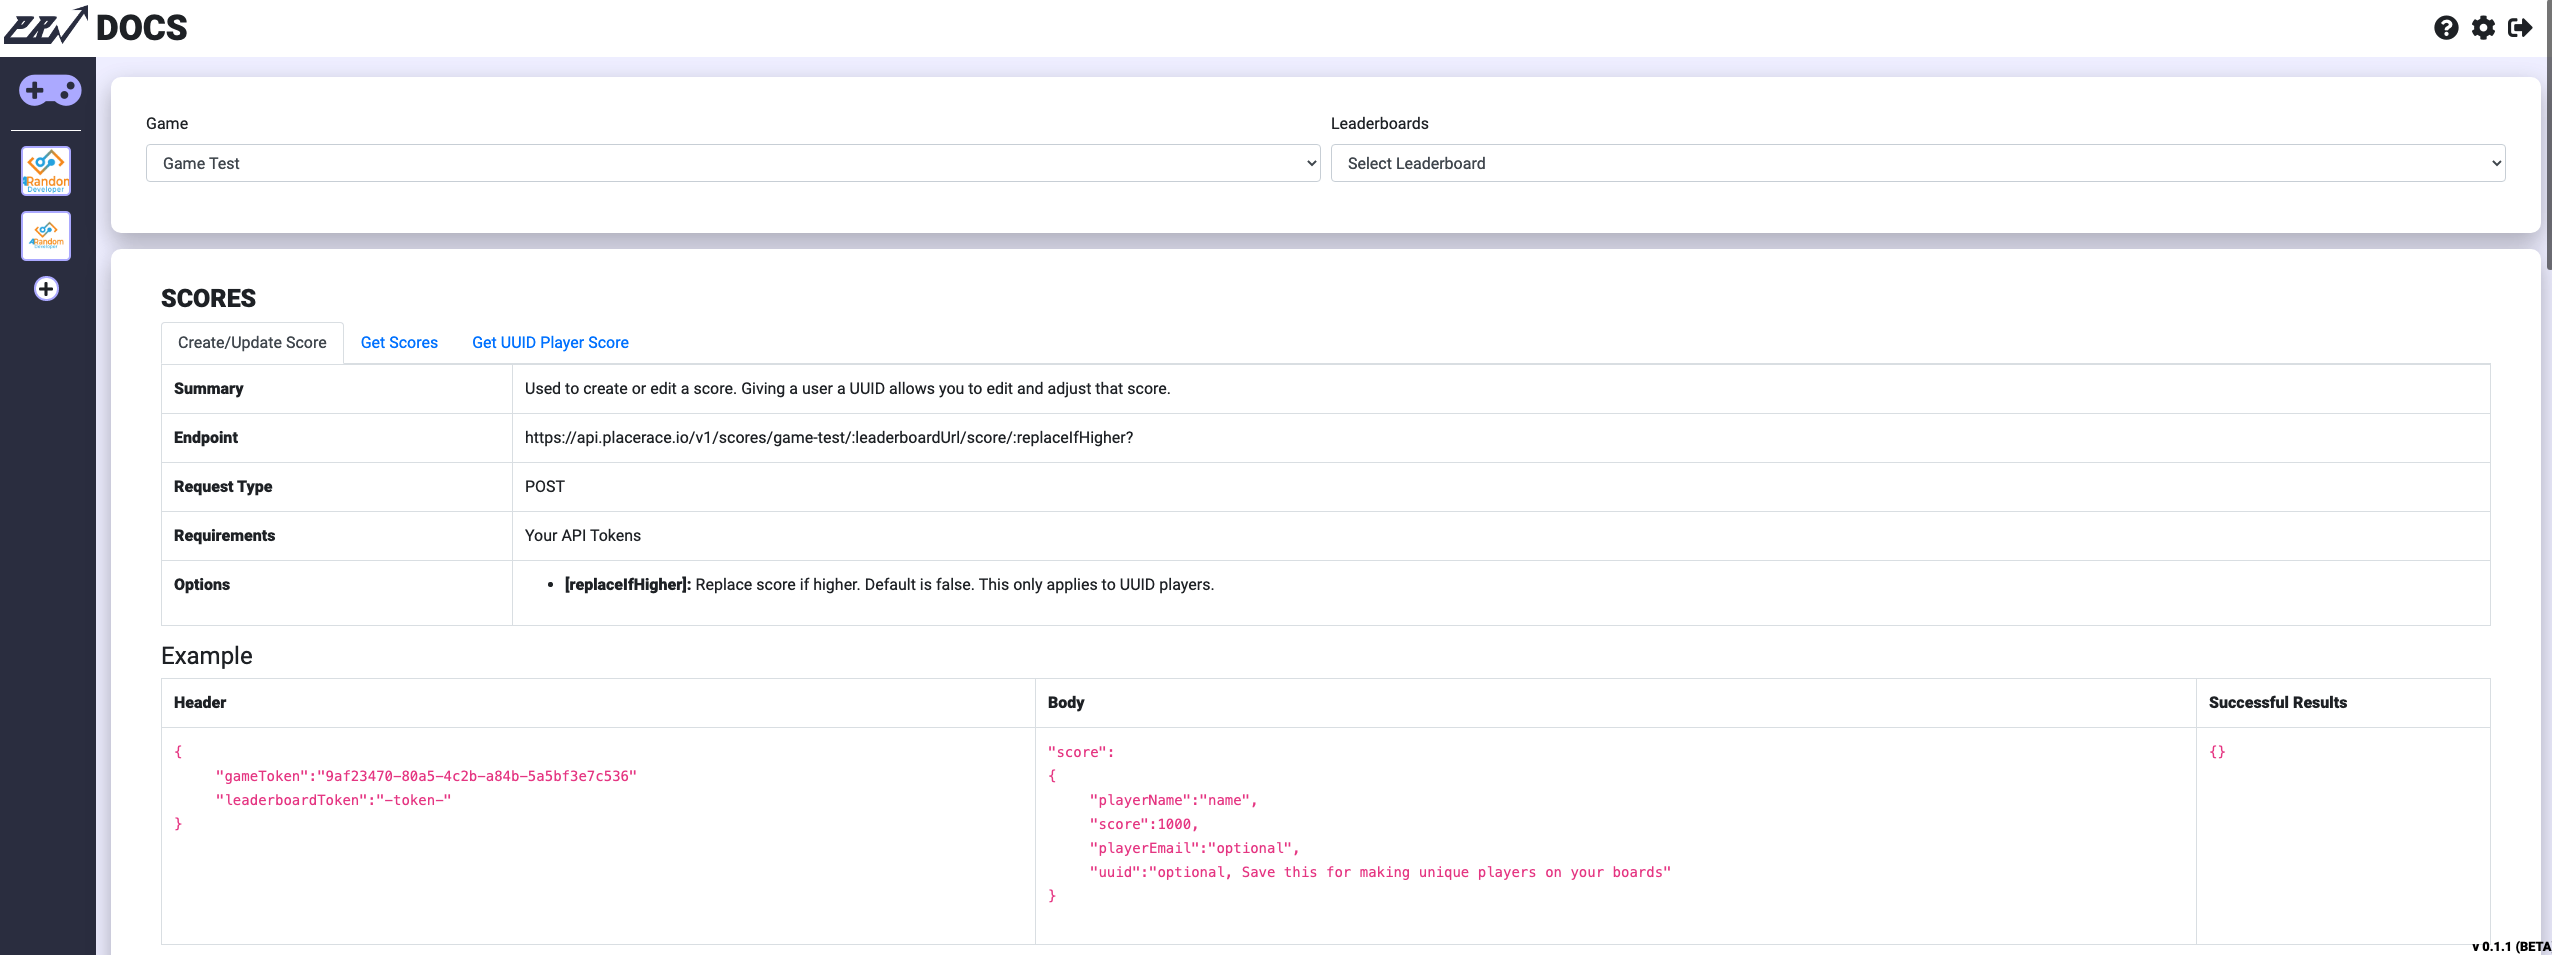 PRN DOCS
Game
Leaderboards
Game Test
Select Leaderboard
Random
Developer
Random
Developer
SCORES
Create/Update Score
Get Scores
Get UUID Player Score
Summary
Used to create or edit a score. Giving a user a UUID allows you to edit and adjust that score.
Endpoint
https://api.placerace.io/v1/scores/game-test/:leaderboardUrl/score/:replaceIfHigher?
Request Type
POST
Requirements
Your API Tokens
Options
• [replaceIfHigher]: Replace score if higher. Default is false. This only applies to UUID players.
Example
Header
Body
Successful Results
{
"gameToken":"9af23470-80a5-4c2b-a84b-5a5bf3e7c536"
"leaderboardToken":"-token-"
}
"score":
{
"playerName":"name",
"score":1000,
"playerEmail":"optional",
"uuid":"optional, Save this for making unique players on your boards"
}
{}
v 0.1.1 (BETA